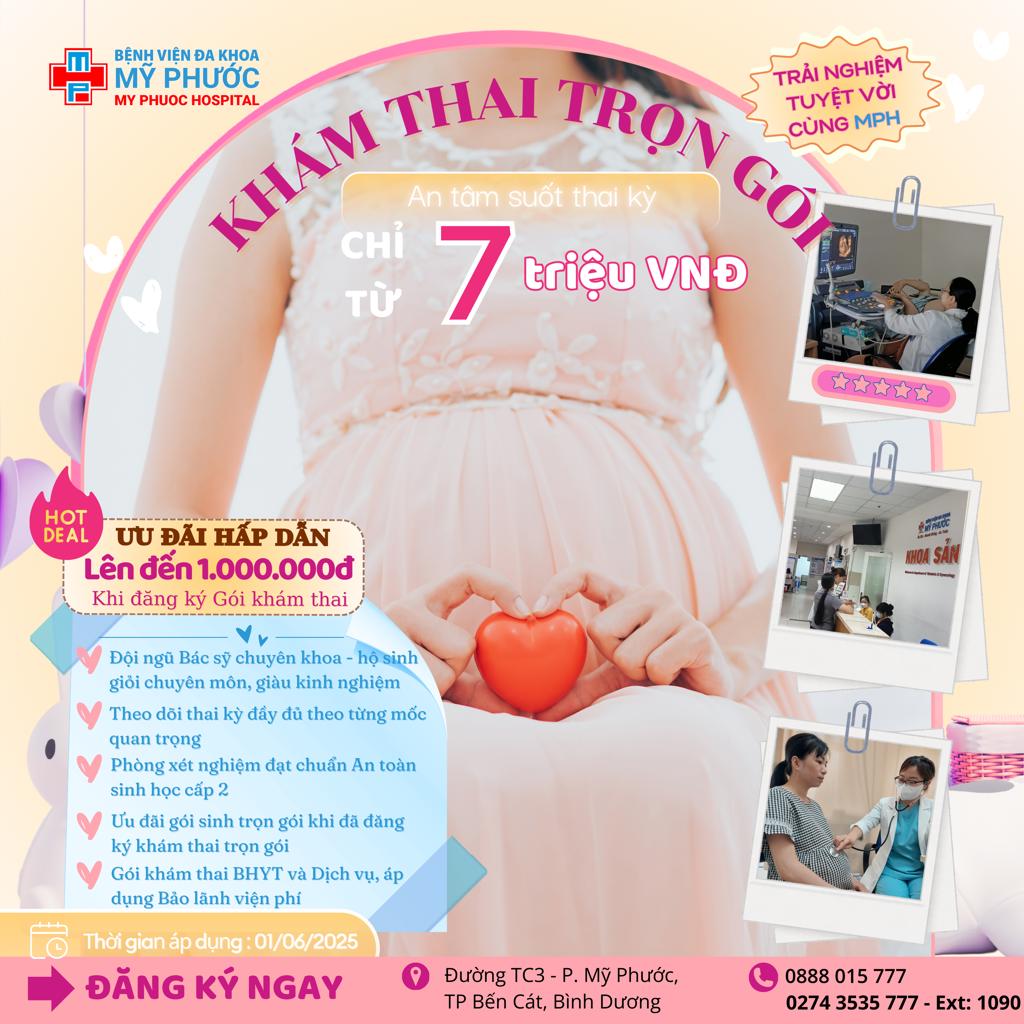 BỆNH VIỆN ĐA KHOA
MỸ PHƯỚC
MY PHUOC HOSPITAL
MPP
TRẢI NGHIỆM
TUYỆT VỜI
CÙNG MPH
KHÁM THAI TRỌN GÓI
An tâm suốt thai kỳ
CHỈ
TỪ
7 triệu VNĐ
BỆNH VIỆN ĐA KHOA
MỸ PHƯỚC
KHOA SẢN
HOT
DEAL
ƯU ĐÃI HẤP DẪN
Lên đến 1.000.000đ
Khi đăng ký Gói khám thai
Đội ngũ Bác sỹ chuyên khoa - hộ sinh
giỏi chuyên môn, giàu kinh nghiệm
Theo dõi thai kỳ đầy đủ theo từng mốc
quan trọng
Phòng xét nghiệm đạt chuẩn An toàn
sinh học cấp 2
Ưu đãi gói sinh trọn gói khi đã đăng
ký khám thai trọn gói
Gói khám thai BHYT và Dịch vụ, áp
dụng Bảo lãnh viện phí
Thời gian áp dụng : 01/06/2025
ĐĂNG KÝ NGAY
Đường TC3 - P. Mỹ Phước,
TP Bến Cát, Bình Dương
0888 015 777
0274 3535 777 - Ext: 1090